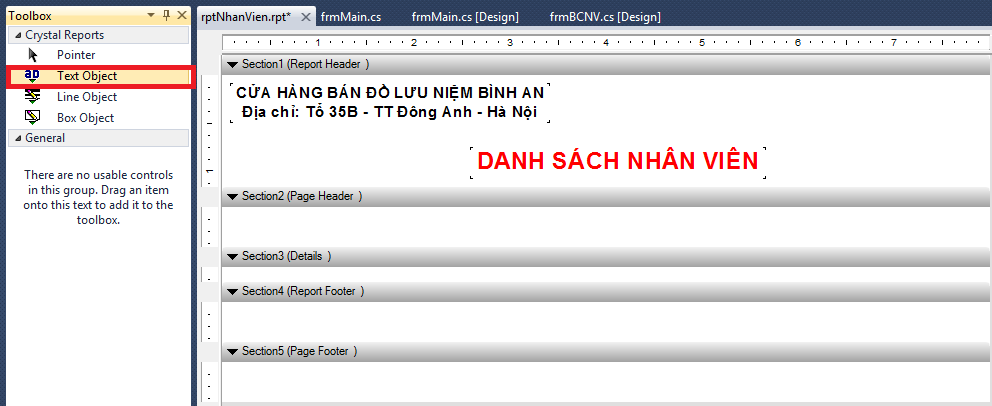 Toolbox
Crystal Reports
Pointer
Text Object
Line Object
Box Object
General
There are no usable controls
in this group. Drag an item
onto this text to add it to the
toolbox.
rptNhanVien.rpt* frmMain.cs frmMain.cs [Design] frmBCNV.cs [Design]
1 2 3 4 5 6 7
Section1 (Report Header )
CỬA HÀNG BÁN ĐỒ LƯU NIỆM BÌNH AN
Địa chỉ: Tổ 35B - TT Đông Anh - Hà Nội
1
DANH SÁCH NHÂN VIÊN
Section2 (Page Header )
Section3 (Details )
Section4 (Report Footer )
Section5 (Page Footer )